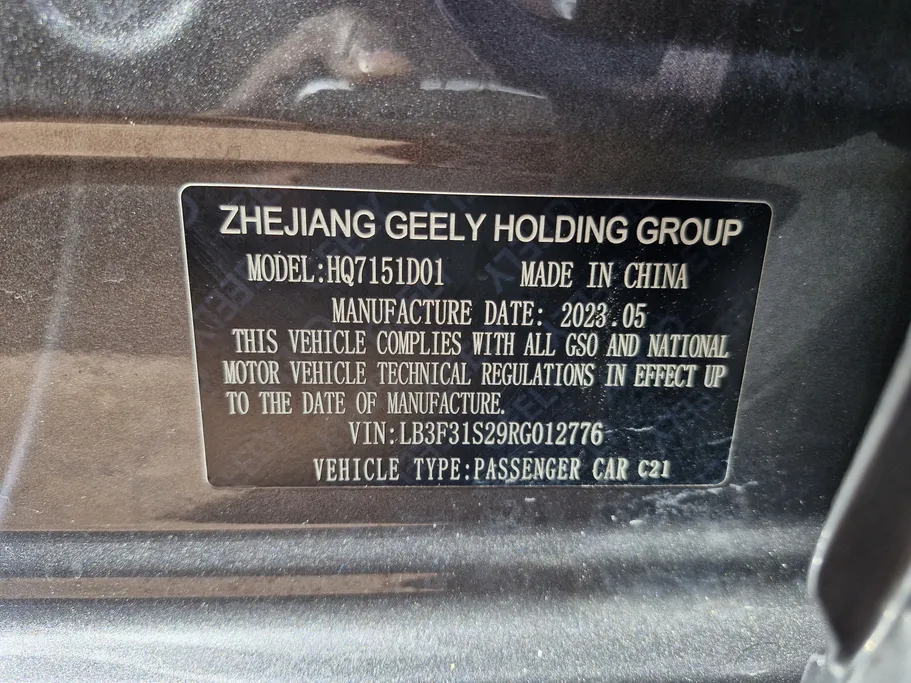 ZHEJIANG GEELY HOLDING GROUP
MODEL:HQ7151D01 MADE IN CHINA
MANUFACTURE DATE: 2023.05
THIS VEHICLE COMPLIES WITH ALL GSO AND NATIONAL
MOTOR VEHICLE TECHNICAL REGULATIONS IN EFFECT UP
TO THE DATE OF MANUFACTURE.
VIN:LB3F31S29RG012776
VEHICLE TYPE:PASSENGER CAR C21